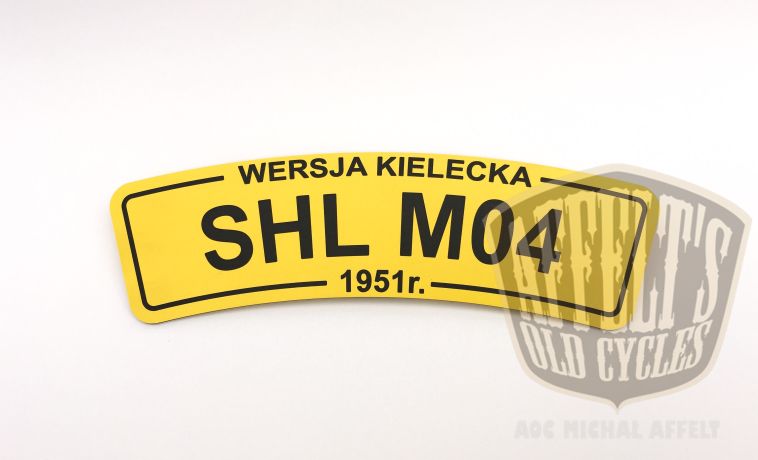 WERSJA KIELECKA
SHL M04
1951r.
AFFELT'S
OLD CYCLES
AOC MICHAL AFFELT